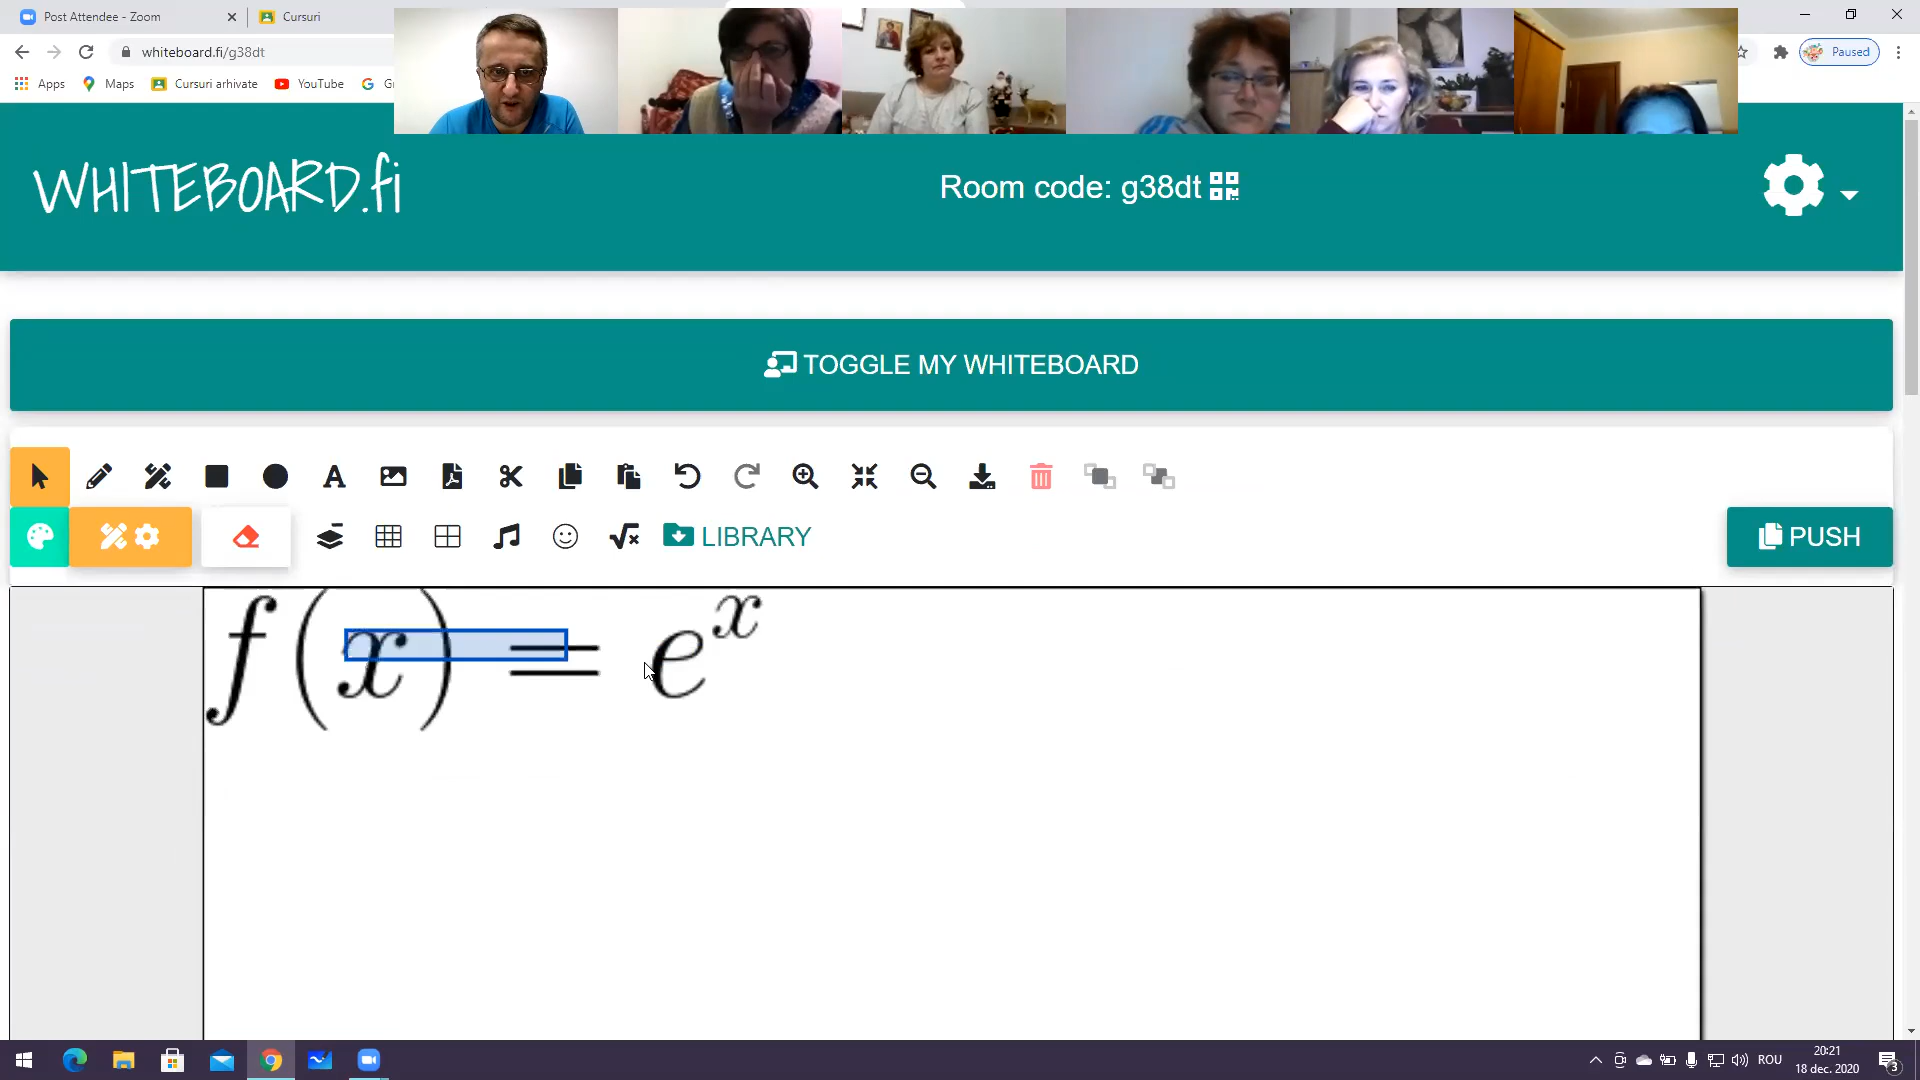 Post Attendee - Zoom
Cursuri
whiteboard.fi/g38dt
Paused
Apps
Maps
Cursuri arhivate
YouTube
G
WHITEBOARD.fi
Room code: g38dt
TOGGLE MY WHITEBOARD
A
LIBRARY
PUSH
f(x) = e^x
ROU
20:21
18 dec. 2020
3